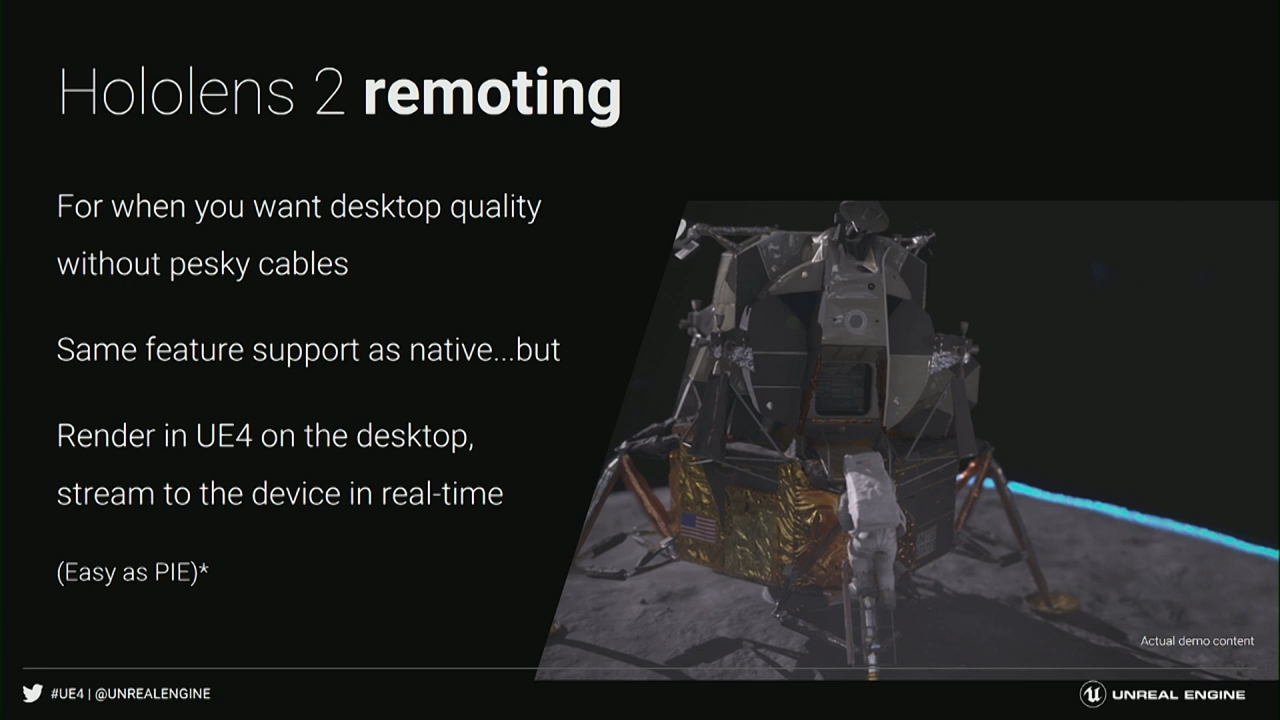 Hololens 2 remoting
For when you want desktop quality
without pesky cables
Same feature support as native...but
Render in UE4 on the desktop,
stream to the device in real-time
(Easy as PIE)*
Actual demo content
#UE4 | @UNREALENGINE
UNREAL ENGINE